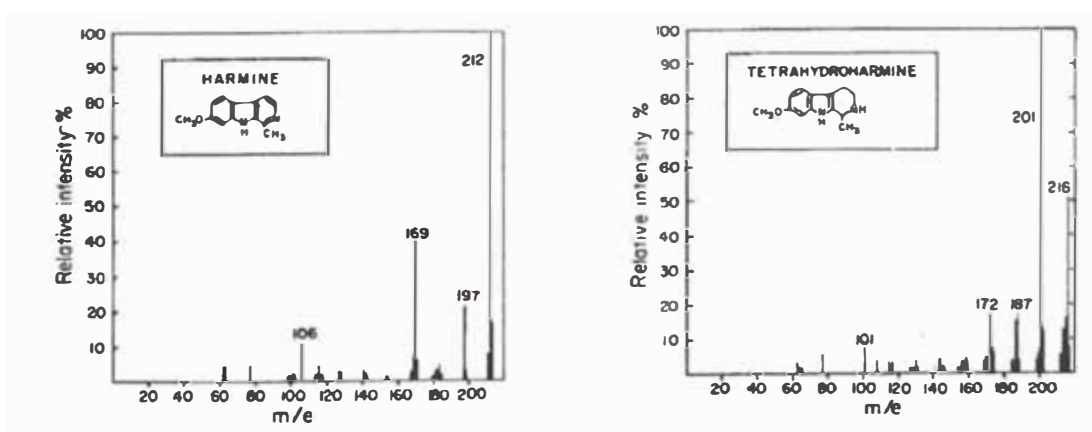 Relative intensity %
100
90
80
70
60
50
40
30
20
10
HARMINE
CH₃O
N
H
N
CH₃
212
169
197
106
20 40 60 80 100 120 140 160 180 200
m/e
Relative intensity %
100
90
80
70
60
50
40
30
20
10
TETRAHYDROHARMINE
CH₃O
N
H
NH
CH₃
201
216
172 187
101
20 40 60 80 100 120 140 160 180 200
m/e